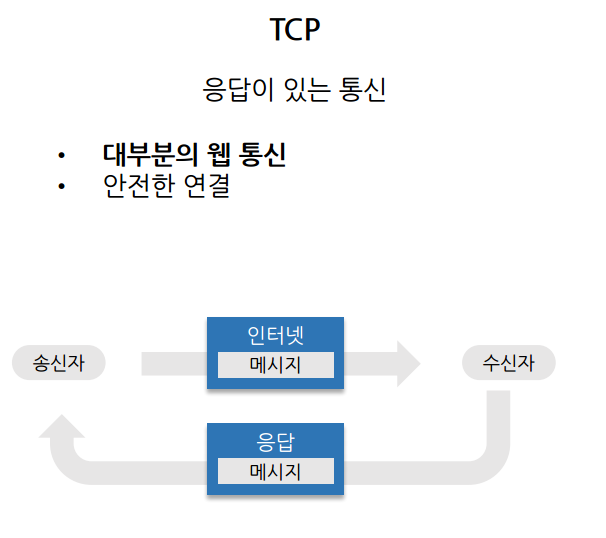 TCP
응답이 있는 통신
• 대부분의 웹 통신
• 안전한 연결
인터넷
송신자
메시지
수신자
응답
메시지